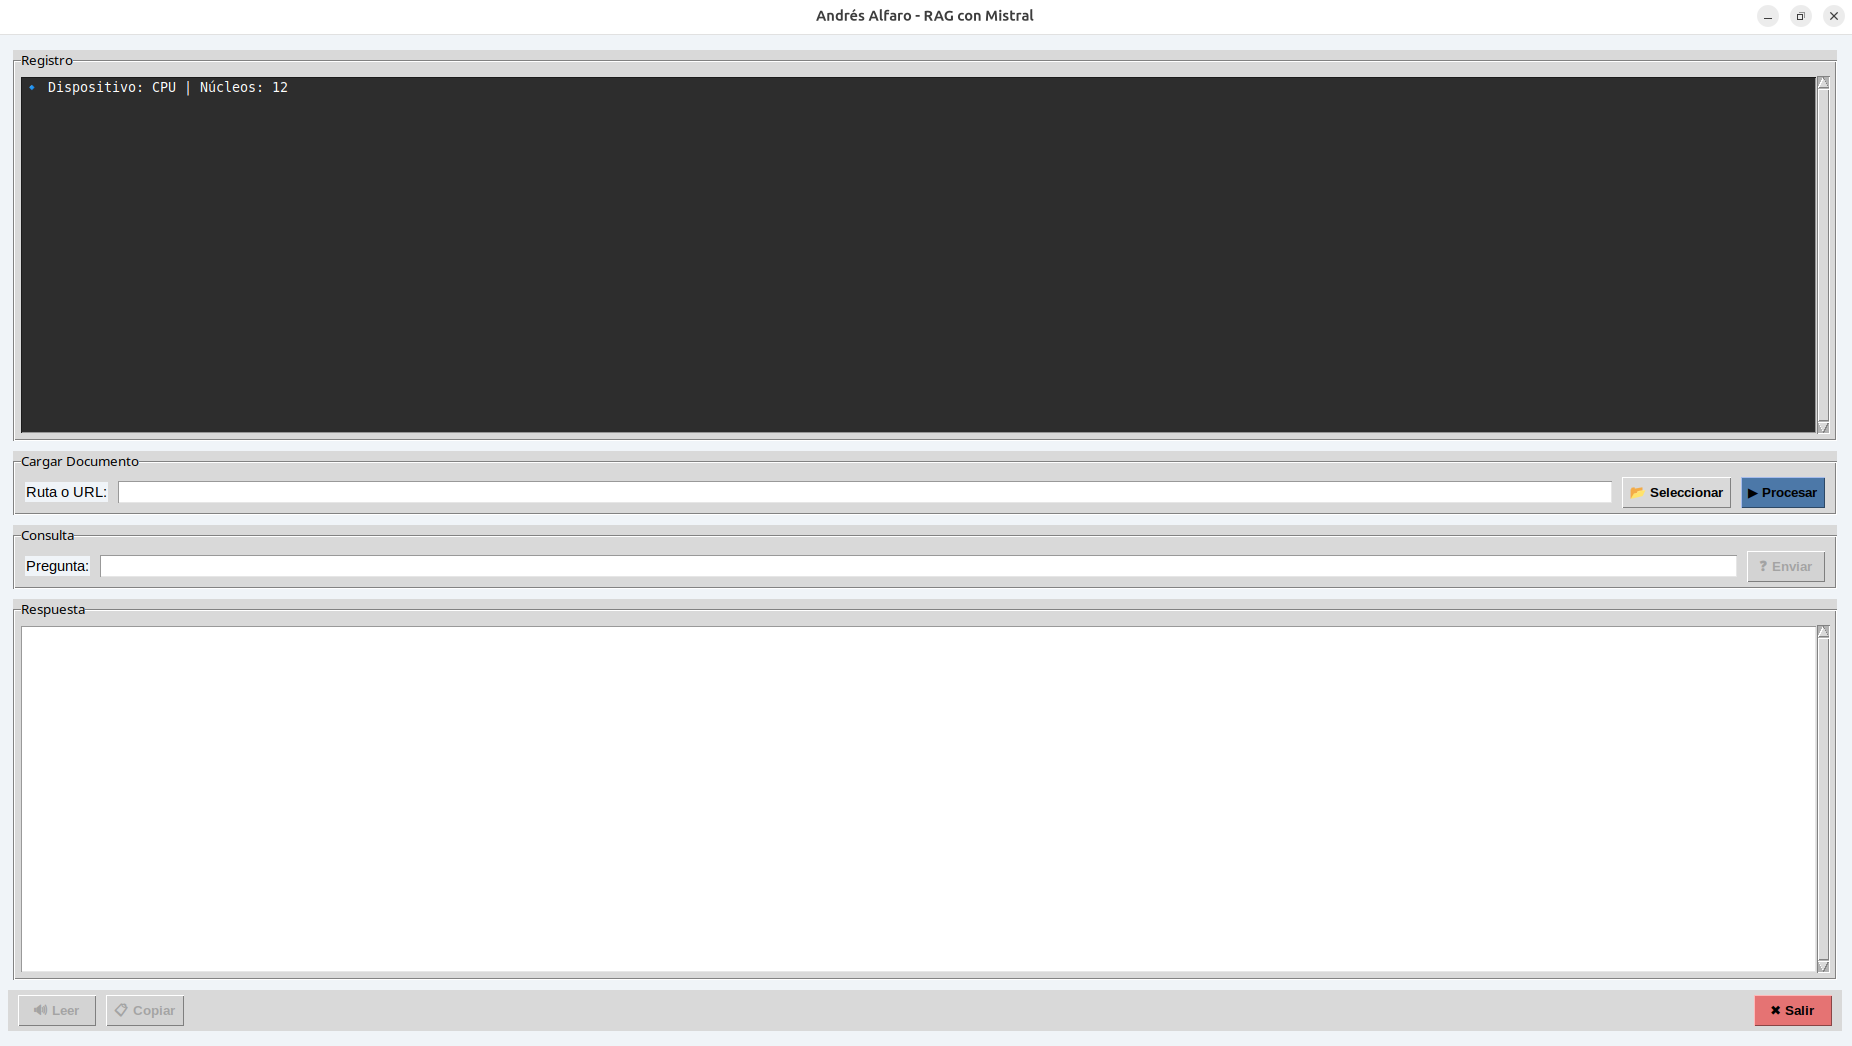 Andrés Alfaro - RAG con Mistral
Registro
🔹 Dispositivo: CPU | Núcleos: 12
Cargar Documento
Ruta o URL:
📂 Seleccionar
▶ Procesar
Consulta
Pregunta:
❓ Enviar
Respuesta
🔊 Leer
📋 Copiar
✖ Salir